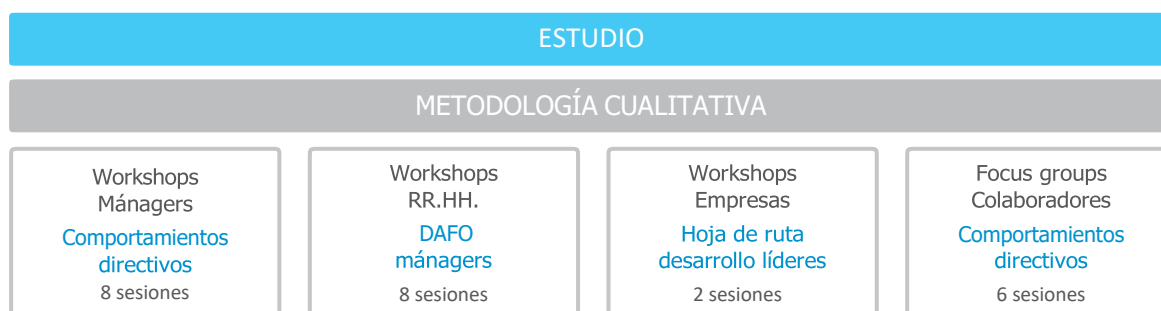 ESTUDIO
METODOLOGÍA CUALITATIVA
Workshops
Mánagers
Comportamientos
directivos
8 sesiones
Workshops
RR.HH.
DAFO
mánagers
8 sesiones
Workshops
Empresas
Hoja de ruta
desarrollo líderes
2 sesiones
Focus groups
Colaboradores
Comportamientos
directivos
6 sesiones